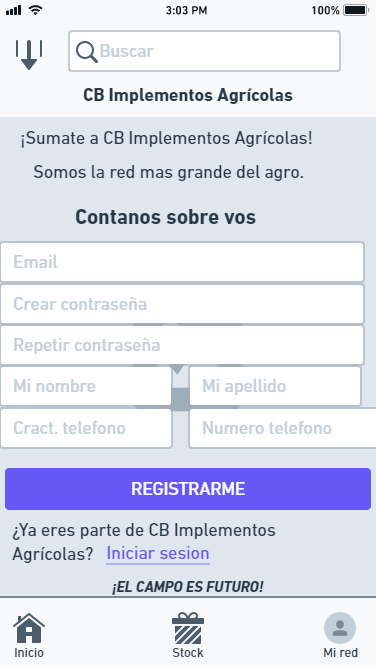 3:03 PM
100%
Buscar
CB Implementos Agrícolas
¡Sumate a CB Implementos Agrícolas!
Somos la red mas grande del agro.
Contanos sobre vos
Email
Crear contraseña
Repetir contraseña
Mi nombre
Mi apellido
Cract. telefono
Numero telefono
REGISTRARME
¿Ya eres parte de CB Implementos
Agrícolas? Iniciar sesion
¡EL CAMPO ES FUTURO!
Inicio
Stock
Mi red